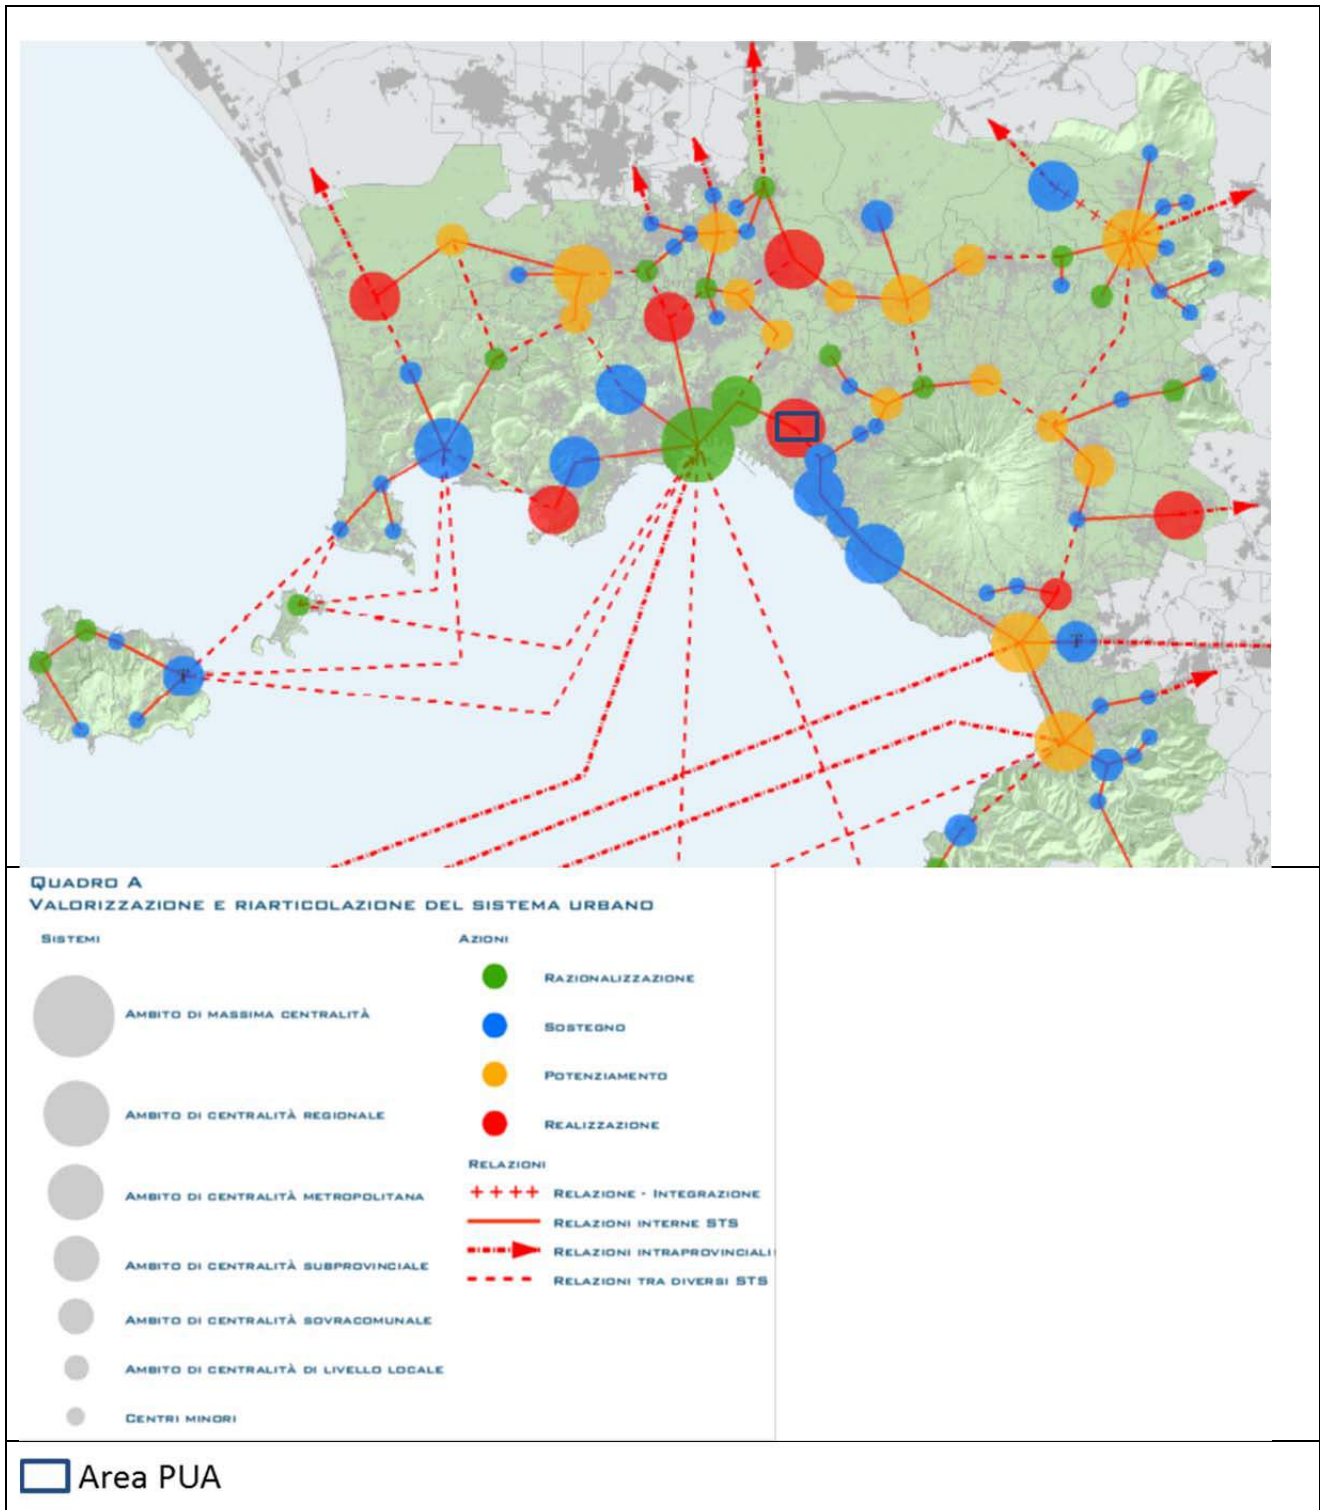 QUADRO A
VALORIZZAZIONE E RIARTICOLAZIONE DEL SISTEMA URBANO
SISTEMI
AMBITO DI MASSIMA CENTRALITÀ
AMBITO DI CENTRALITÀ REGIONALE
AMBITO DI CENTRALITÀ METROPOLITANA
AMBITO DI CENTRALITÀ SUBPROVINCIALE
AMBITO DI CENTRALITÀ SOVRACOMUNALE
AMBITO DI CENTRALITÀ DI LIVELLO LOCALE
CENTRI MINORI
AZIONI
RAZIONALIZZAZIONE
SOSTEGNO
POTENZIAMENTO
REALIZZAZIONE
RELAZIONI
RELAZIONE - INTEGRAZIONE
RELAZIONI INTERNE STS
RELAZIONI INTRAPROVINCIALI
RELAZIONI TRA DIVERSI STS
Area PUA